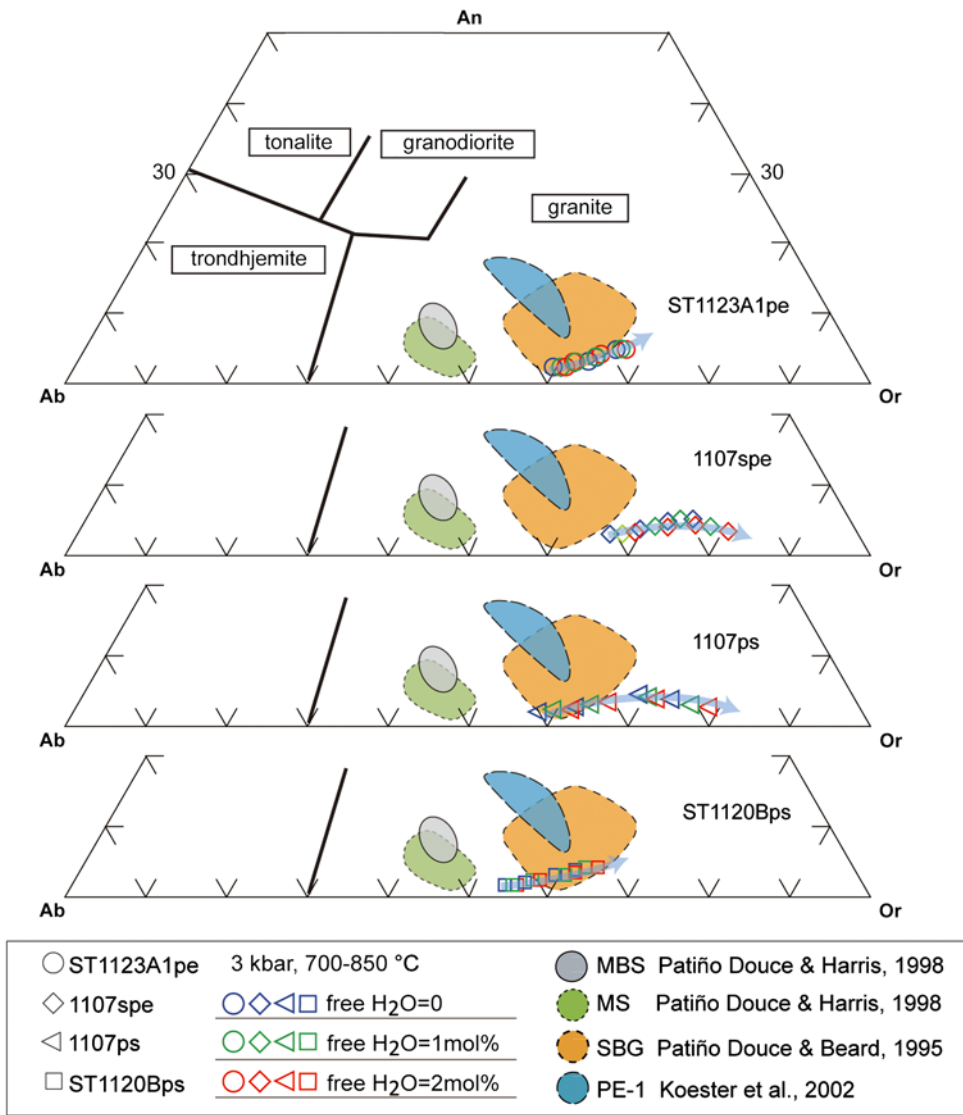 An
tonalite granodiorite
30 30
granite
trondhjemite
ST1123A1pe
Ab Or
1107spe
Ab Or
1107ps
Ab Or
ST1120Bps
Ab Or
ST1123A1pe 3 kbar, 700-850 °C MBS Patiño Douce & Harris, 1998
1107spe free H2O=0 MS Patiño Douce & Harris, 1998
1107ps free H2O=1mol% SBG Patiño Douce & Beard, 1995
ST1120Bps free H2O=2mol% PE-1 Koester et al., 2002